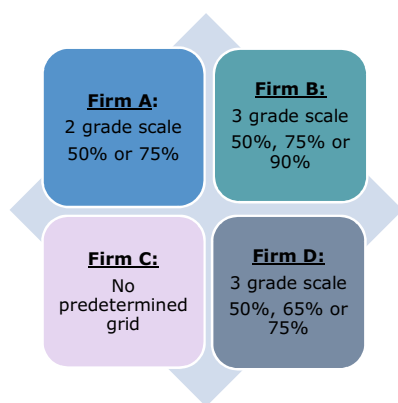 Firm A:
2 grade scale
50% or 75%
Firm B:
3 grade scale
50%, 75% or
90%
Firm C:
No
predetermined
grid
Firm D:
3 grade scale
50%, 65% or
75%